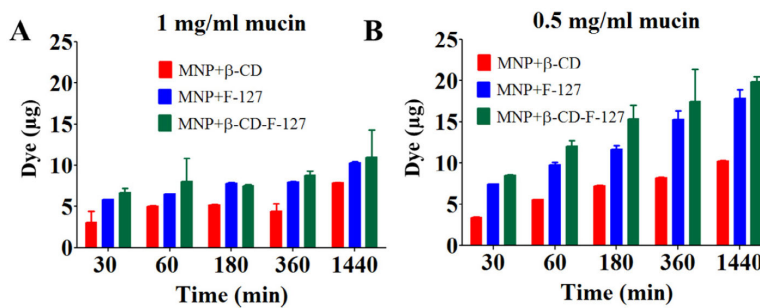 A
1 mg/ml mucin
Dye (µg)
25
20
15
10
5
0
MNP+β-CD
MNP+F-127
MNP+β-CD-F-127
30 60 180 360 1440
Time (min)
B
0.5 mg/ml mucin
Dye (µg)
25
20
15
10
5
0
MNP+β-CD
MNP+F-127
MNP+β-CD-F-127
30 60 180 360 1440
Time (min)